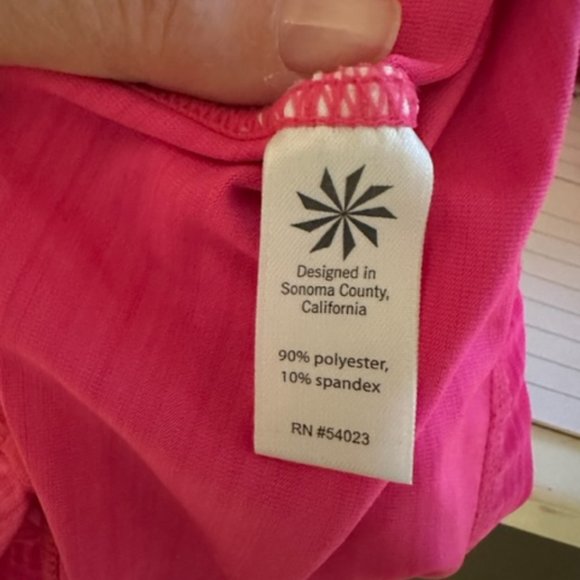 Designed in
Sonoma County,
California
90% polyester,
10% spandex
RN #54023